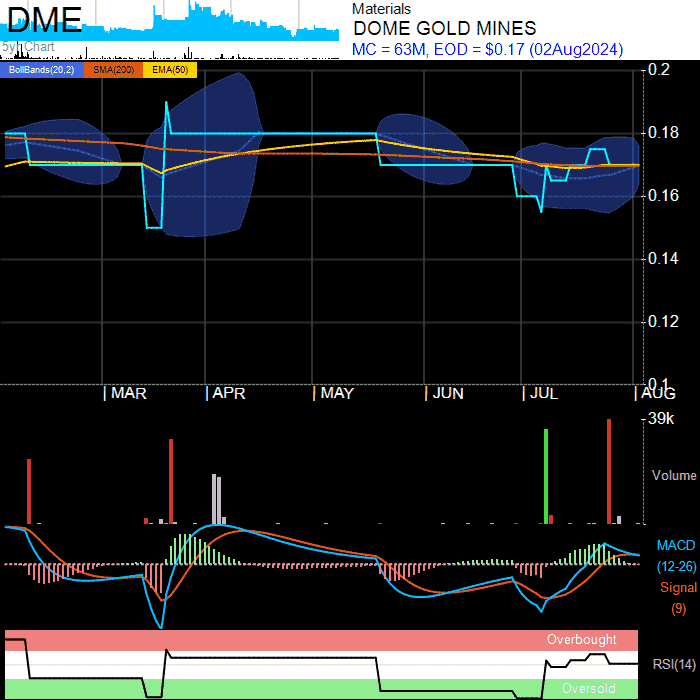 DME
5yr Chart
Materials
DOME GOLD MINES
MC = 63M, EOD = $0.17 (02Aug2024)
BollBands(20,2) SMA(200) EMA(50)
0.2
0.18
0.16
0.14
0.12
0.1
MAR APR MAY JUN JUL AUG
39k
Volume
MACD
(12-26)
Signal
(9)
Overbought
RSI(14)
Oversold